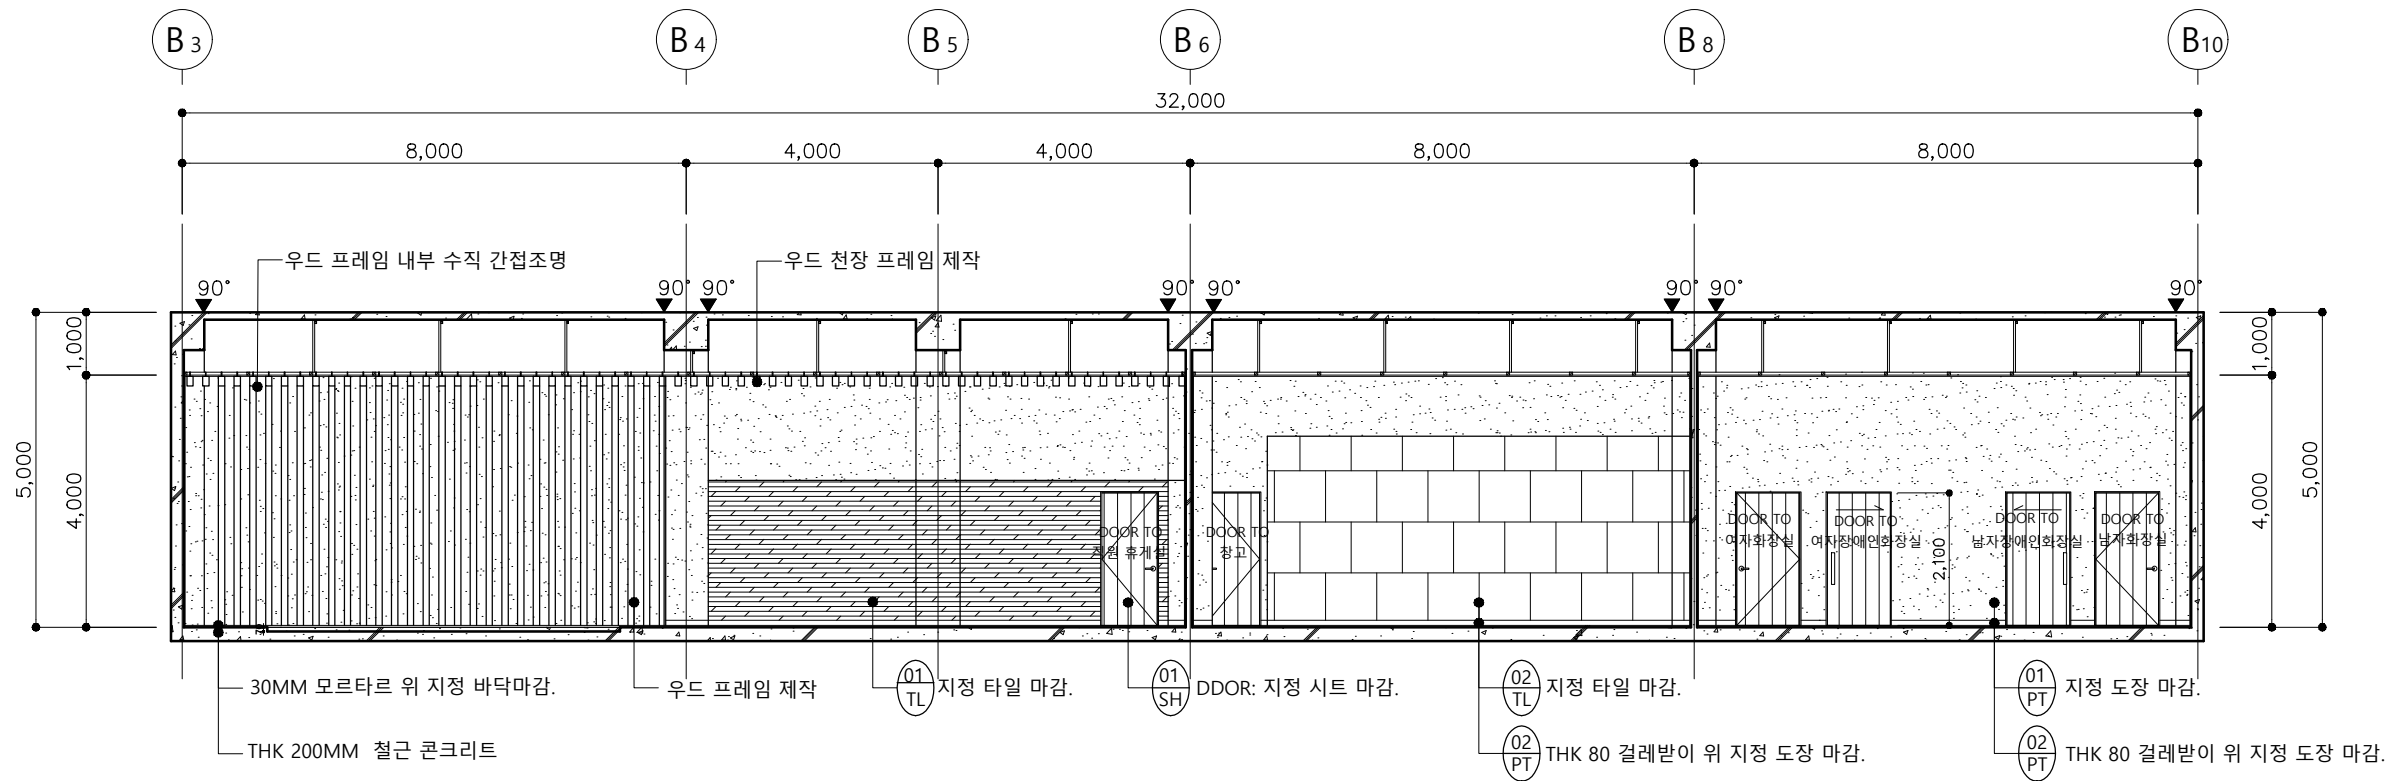 B 3
B 4
B 5
B 6
B 8
B10
32,000
8,000
4,000
4,000
8,000
8,000
우드 프레임 내부 수직 간접조명
우드 천장 프레임 제작
90°
90°
90°
90°
90°
90°
90°
90°
1,000
4,000
5,000
1,000
4,000
5,000
DOOR TO
직원 휴게실
DOOR TO
창고
DOOR TO
여자화장실
DOOR TO
여자장애인화장실
2,100
DOOR TO
남자장애인화장실
DOOR TO
남자화장실
30MM 모르타르 위 지정 바닥마감.
우드 프레임 제작
01
TL
지정 타일 마감.
01
SH
DDOR: 지정 시트 마감.
02
TL
지정 타일 마감.
01
PT
지정 도장 마감.
THK 200MM 철근 콘크리트
02
PT
THK 80 걸레받이 위 지정 도장 마감.
02
PT
THK 80 걸레받이 위 지정 도장 마감.